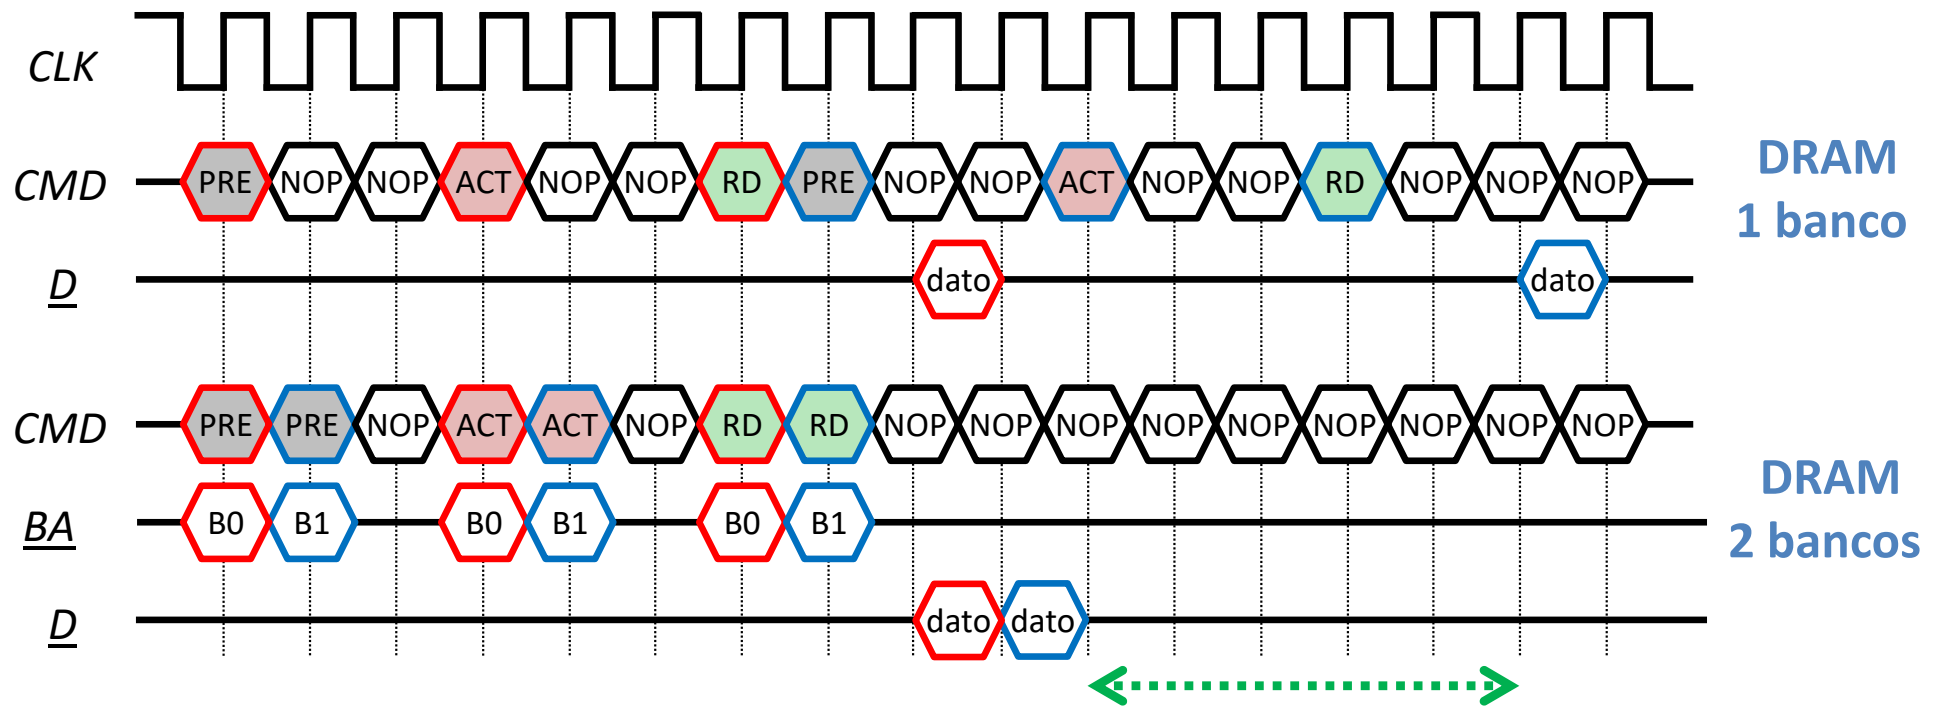 CLK
CMD PRE NOP NOP ACT NOP NOP RD PRE NOP NOP ACT NOP NOP RD NOP NOP NOP
DRAM
1 banco
D dato dato
CMD PRE PRE NOP ACT ACT NOP RD RD NOP NOP NOP NOP NOP NOP NOP NOP NOP
DRAM
2 bancos
BA B0 B1 B0 B1 B0 B1
D dato dato